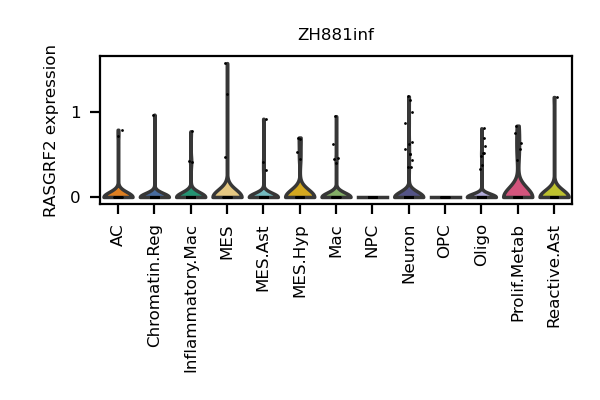 ZH881inf
RASGRF2 expression
1
0
AC
Chromatin.Reg
Inflammatory.Mac
MES
MES.Ast
MES.Hyp
Mac
NPC
Neuron
OPC
Oligo
Prolif.Metab
Reactive.Ast